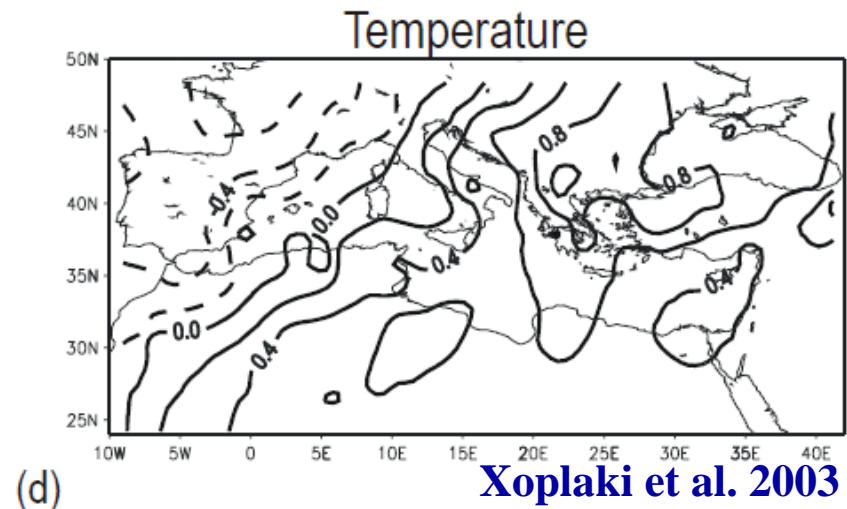 Temperature
50N
45N
40N
35N
30N
25N
10W 5W 0 5E 10E 15E 20E 25E 30E 35E 40E
0.8
0.8
-0.4
0.0
0.4
0.4
0.0
0.4
(d)
Xoplaki et al. 2003